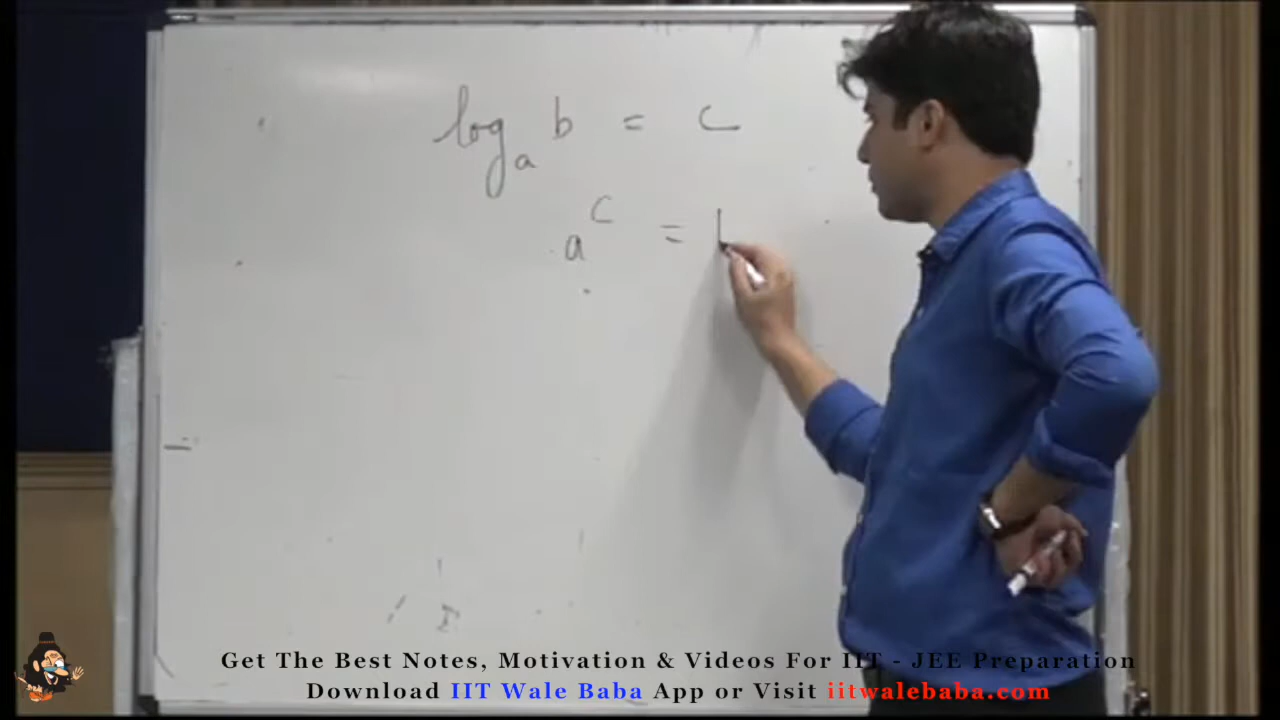 log_a b = c
a^c =
Get The Best Notes, Motivation & Videos For IIT - JEE Preparation
Download IIT Wale Baba App or Visit iitwalebaba.com